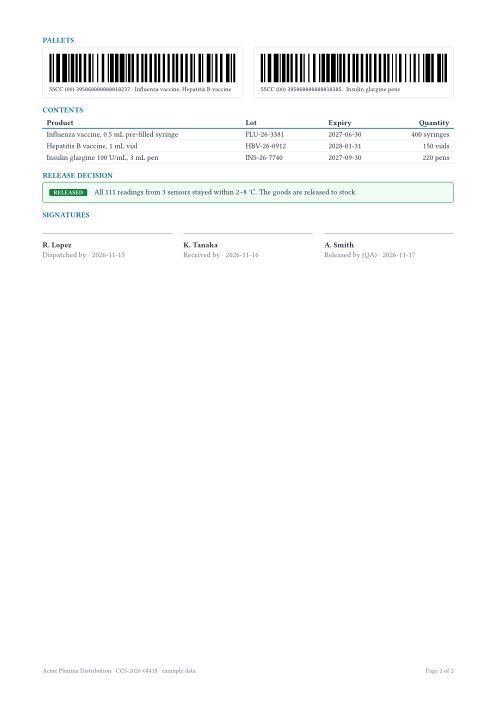 PALLETS
SSCC (00) 395060000000010237 · Influenza vaccine, Hepatitis B vaccine
SSCC (00) 395060000000010305 · Insulin glargine pens
CONTENTS
Product Lot Expiry Quantity
Influenza vaccine, 0.5 mL pre-filled syringe FLU-26-3381 2027-06-30 400 syringes
Hepatitis B vaccine, 1 mL vial HBV-26-0912 2028-01-31 150 vials
Insulin glargine 100 U/mL, 3 mL pen INS-26-7740 2027-09-30 220 pens
RELEASE DECISION
RELEASED All 111 readings from 3 sensors stayed within 2–8 °C. The goods are released to stock.
SIGNATURES
R. Lopez K. Tanaka A. Smith
Dispatched by · 2026-11-15 Received by · 2026-11-16 Released by (QA) · 2026-11-17
Acme Pharma Distribution · CCS-2026-04418 · example data Page 2 of 2